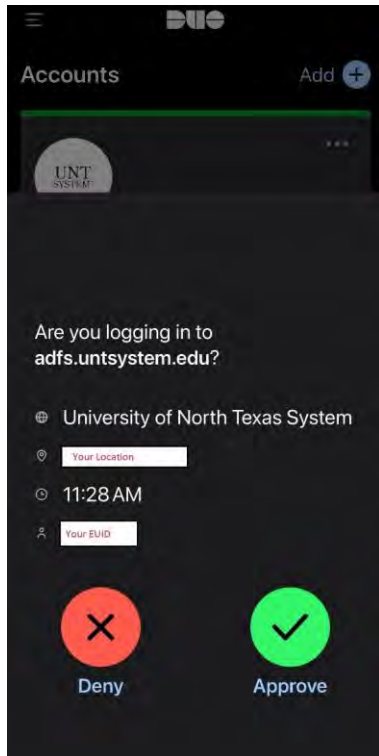 DUO
Accounts
Add
UNT
SYSTEM
Are you logging in to
adfs.untsystem.edu?
University of North Texas System
Your Location
11:28 AM
Your EUID
Deny
Approve